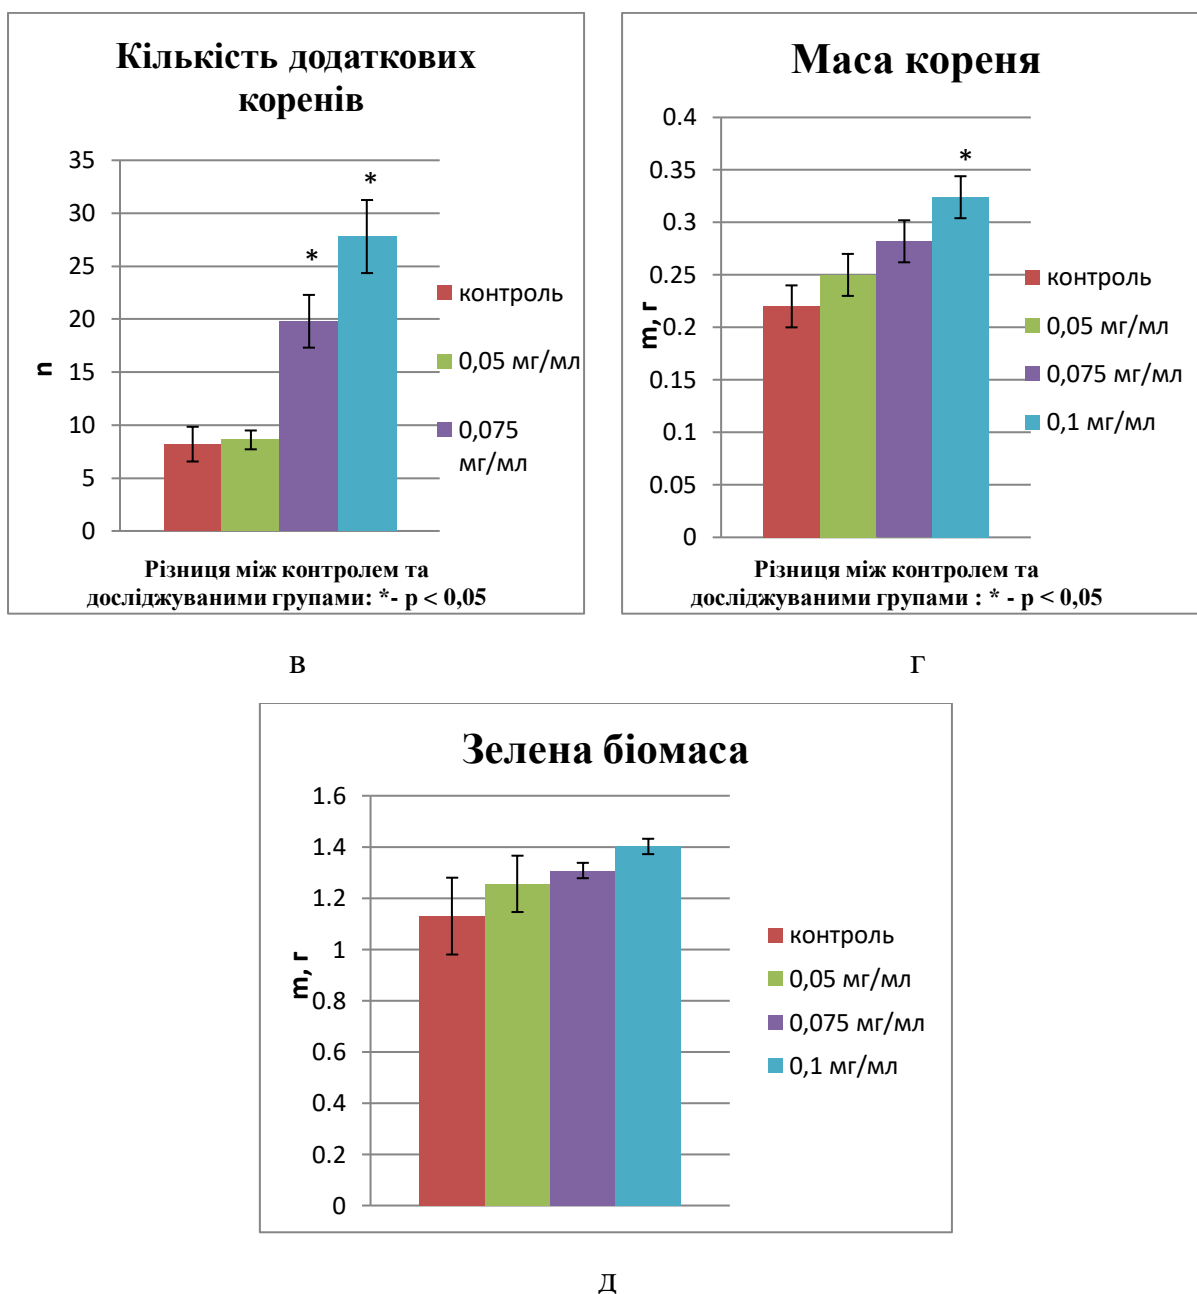 Кількість додаткових
коренів
35
30
25
20
15
10
5
0
n
*
*
контроль
0,05 мг/мл
0,075
мг/мл
Різниця між контролем та
досліджуваними групами: *- p < 0,05
в
Маса кореня
0.4
0.35
0.3
0.25
0.2
0.15
0.1
0.05
0
m, г
*
контроль
0,05 мг/мл
0,075 мг/мл
0,1 мг/мл
Різниця між контролем та
досліджуваними групами : * - p < 0,05
г
Зелена біомаса
1.6
1.4
1.2
1
0.8
0.6
0.4
0.2
0
m, г
контроль
0,05 мг/мл
0,075 мг/мл
0,1 мг/мл
д